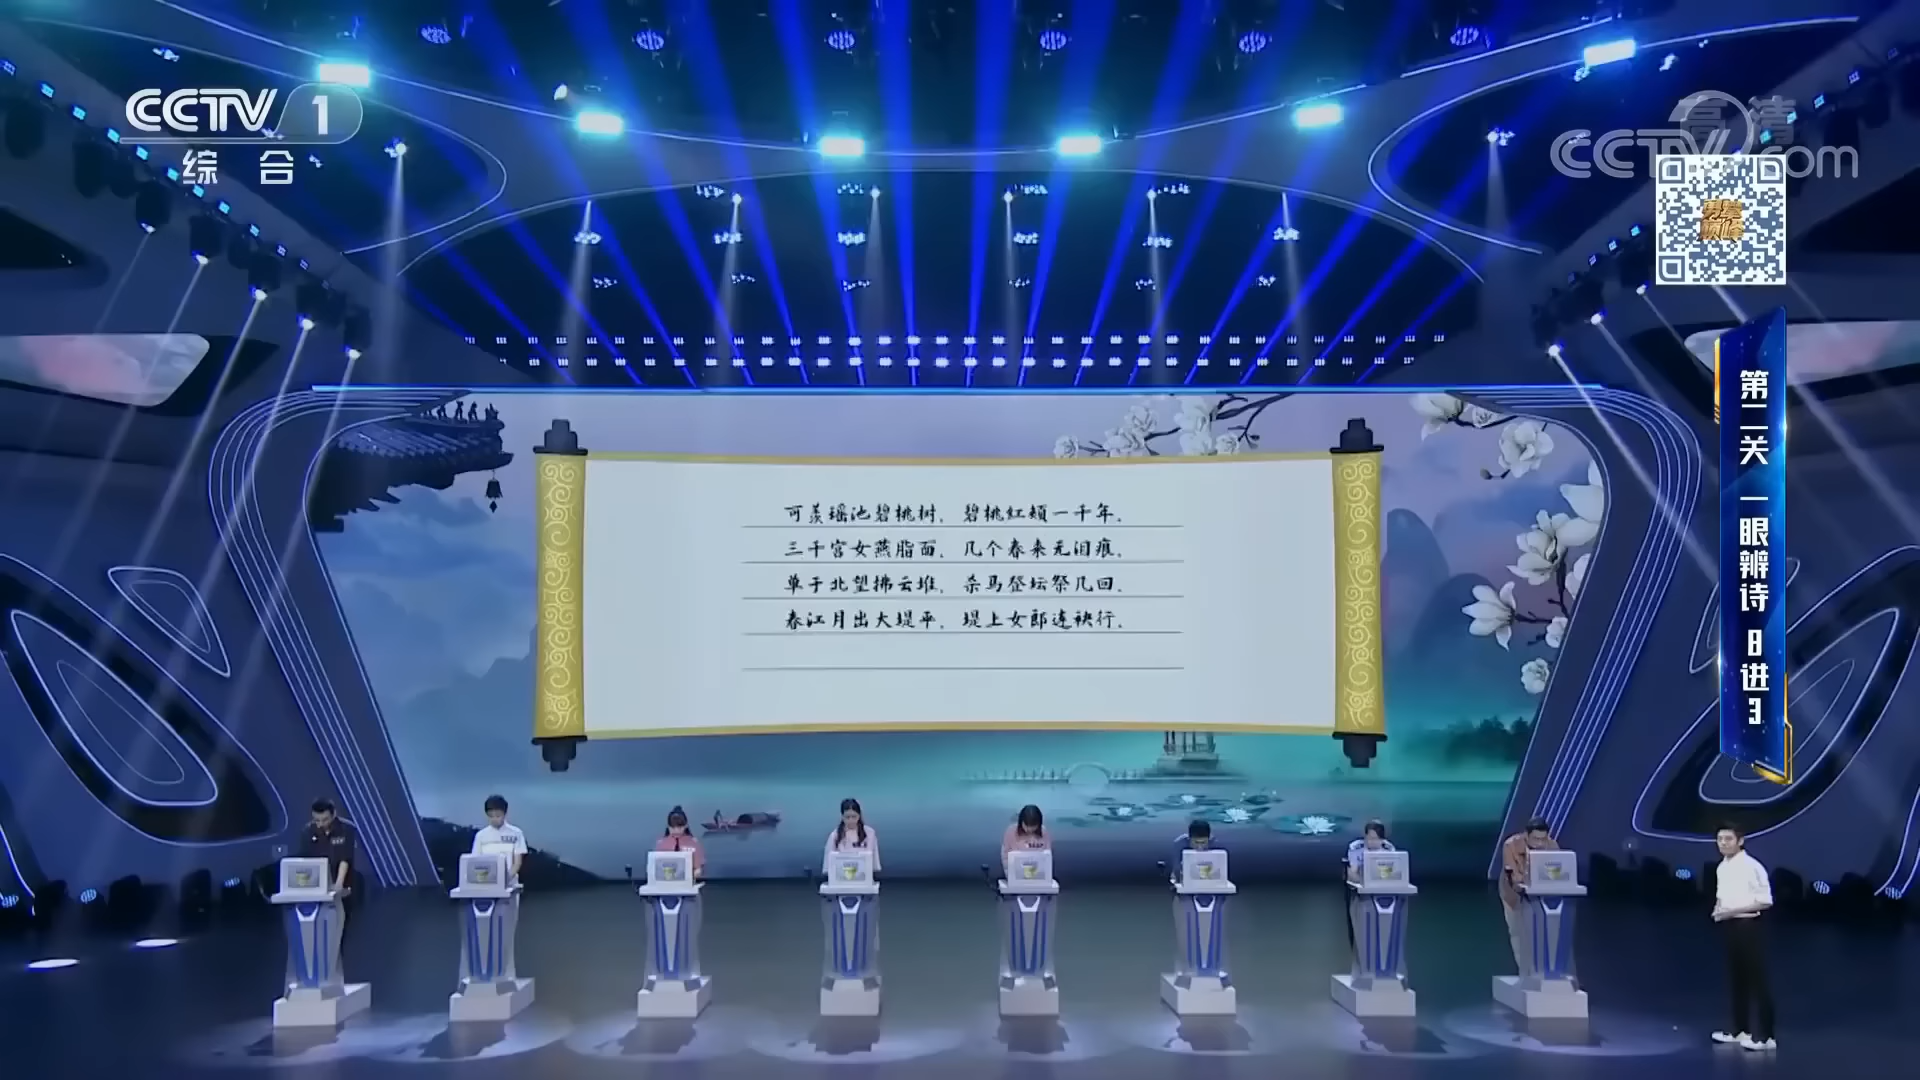 CCTV 1
综合
高清
CCTV.com
可羡瑶池碧桃树，碧桃红颊一千年。
三千宫女燕脂面，几个春来无泪痕。
单于北望拂云堆，杀马登坛祭几回。
春江月出大堤平，堤上女郎连袂行。
第二关 一眼辨诗 8进3